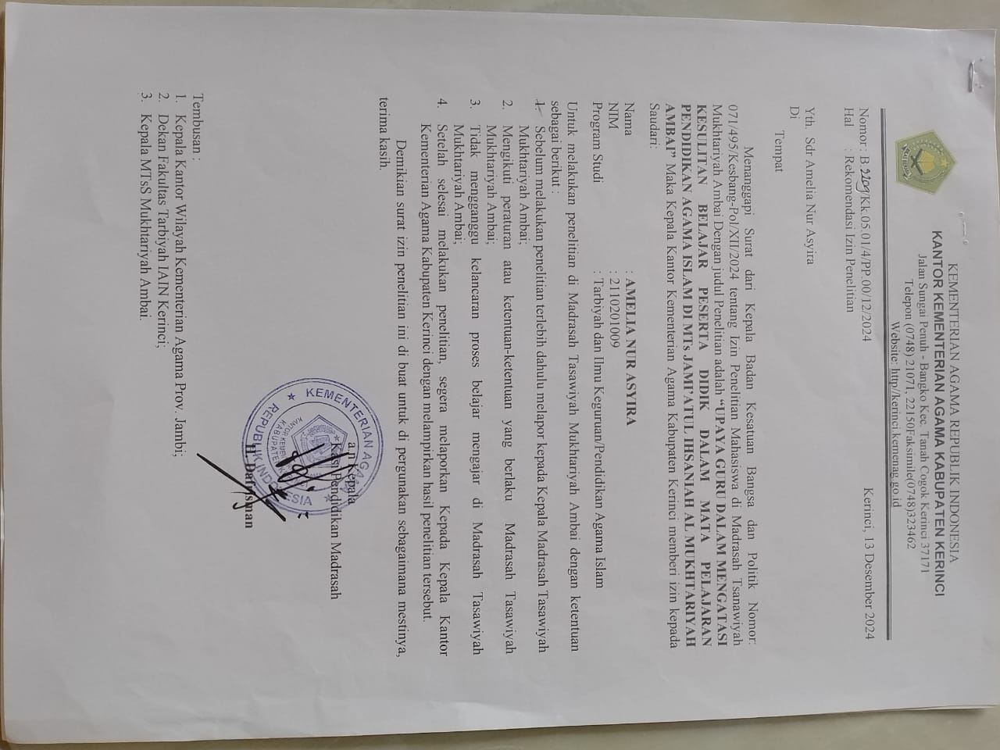 KEMENTERIAN AGAMA REPUBLIK INDONESIA
KANTOR KEMENTERIAN AGAMA KABUPATEN KERINCI
Jalan Sungai Penuh - Bangko Kec. Tanah Cogok Kerinci 37171
Telepon (0748) 21071, 22150Faksimile(0748)323462
Website: http//kerinci.kemenag.go.id
Nomor : B.2209/Kk.05.01/4/PP.00/12/2024
Kerinci, 13 Desember 2024
Hal : Rekomendasi Izin Penelitian
Yth. Sdr Amelia Nur Asyira
Di
Tempat
Menanggapi Surat dari Kepala Badan Kesatuan Bangsa dan Politik Nomor:
071/495/Kesbang-Pol/XII/2024 tentang Izin Penelitian Mahasiswa di Madrasah Tsanawiyah
Mukhtariyah Ambai Dengan judul Penelitian adalah “UPAYA GURU DALAM MENGATASI
KESULITAN BELAJAR PESERTA DIDIK DALAM MATA PELAJARAN
PENDIDIKAN AGAMA ISLAM DI MTs JAMI’ATUL IHSANIAH AL MUKHTARIYAH
AMBAI” Maka Kepala Kantor Kementerian Agama Kabupaten Kerinci memberi izin kepada
Saudari:
Nama : AMELIA NUR ASYIRA
NIM : 2110201009
Program Studi : Tarbiyah dan Ilmu Keguruan/Pendidikan Agama Islam
Untuk melakukan penelitian di Madrasah Tasawiyah Mukhtariyah Ambai dengan ketentuan
sebagai berikut :
1. Sebelum melakukan penelitian terlebih dahulu melapor kepada Kepala Madrasah Tasawiyah
Mukhtariyah Ambai;
2. Mengikuti peraturan atau ketentuan-ketentuan yang berlaku Madrasah Tasawiyah
Mukhtariyah Ambai;
3. Tidak mengganggu kelancaran proses belajar mengajar di Madrasah Tasawiyah
Mukhtariyah Ambai;
4. Setelah selesai melakukan penelitian, segera melaporkan Kepada Kepala Kantor
Kementerian Agama Kabupaten Kerinci dengan melampirkan hasil penelitian tersebut.
Demikian surat izin penelitian ini di buat untuk di pergunakan sebagaimana mestinya,
terima kasih.
a.n Kepala
Kasi Pendidikan Madrasah
KEMENTERIAN AGAMA
REPUBLIK INDONESIA
H. Darisman
Tembusan :
1. Kepala Kantor Wilayah Kementerian Agama Prov. Jambi;
2. Dekan Fakultas Tarbiyah IAIN Kerinci;
3. Kepala MTsS Mukhtariyah Ambai.